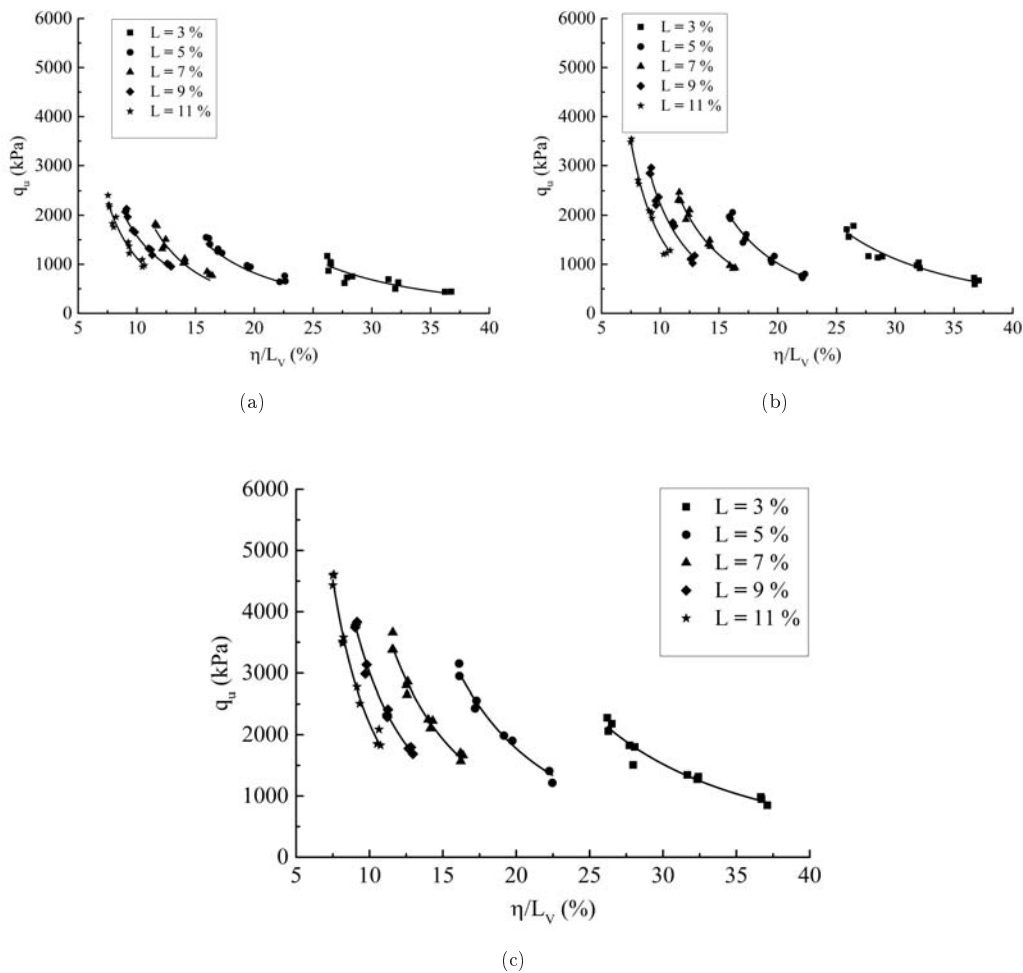 6000
5000
4000
3000
2000
1000
0
q_u (kPa)
L = 3 %
L = 5 %
L = 7 %
L = 9 %
L = 11 %
5 10 15 20 25 30 35 40
η/L_V (%)
(a)
6000
5000
4000
3000
2000
1000
0
q_u (kPa)
L = 3 %
L = 5 %
L = 7 %
L = 9 %
L = 11 %
5 10 15 20 25 30 35 40
η/L_V (%)
(b)
6000
5000
4000
3000
2000
1000
0
q_u (kPa)
L = 3 %
L = 5 %
L = 7 %
L = 9 %
L = 11 %
5 10 15 20 25 30 35 40
η/L_V (%)
(c)